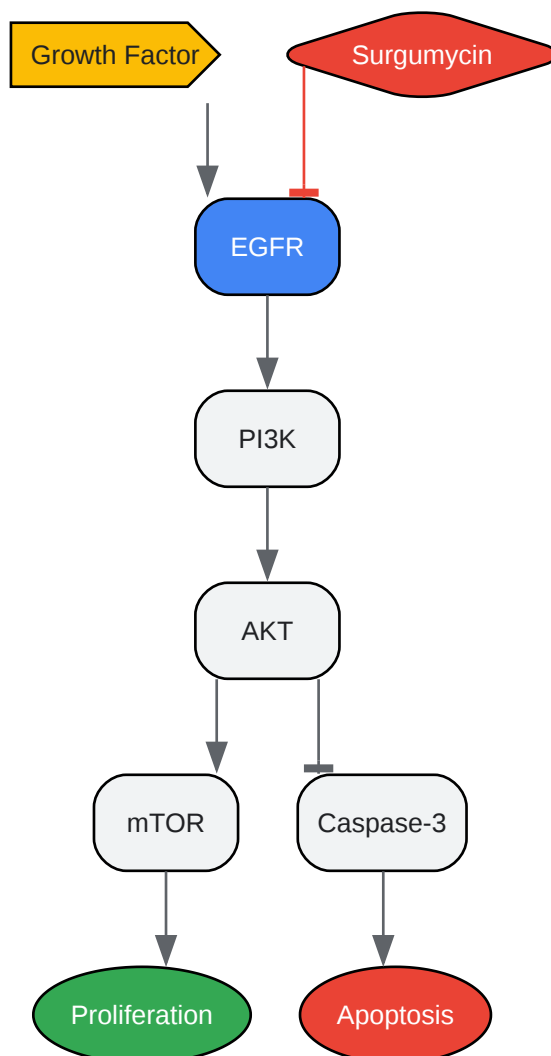 Growth Factor
Surgumycin
EGFR
PI3K
AKT
mTOR
Caspase-3
Proliferation
Apoptosis